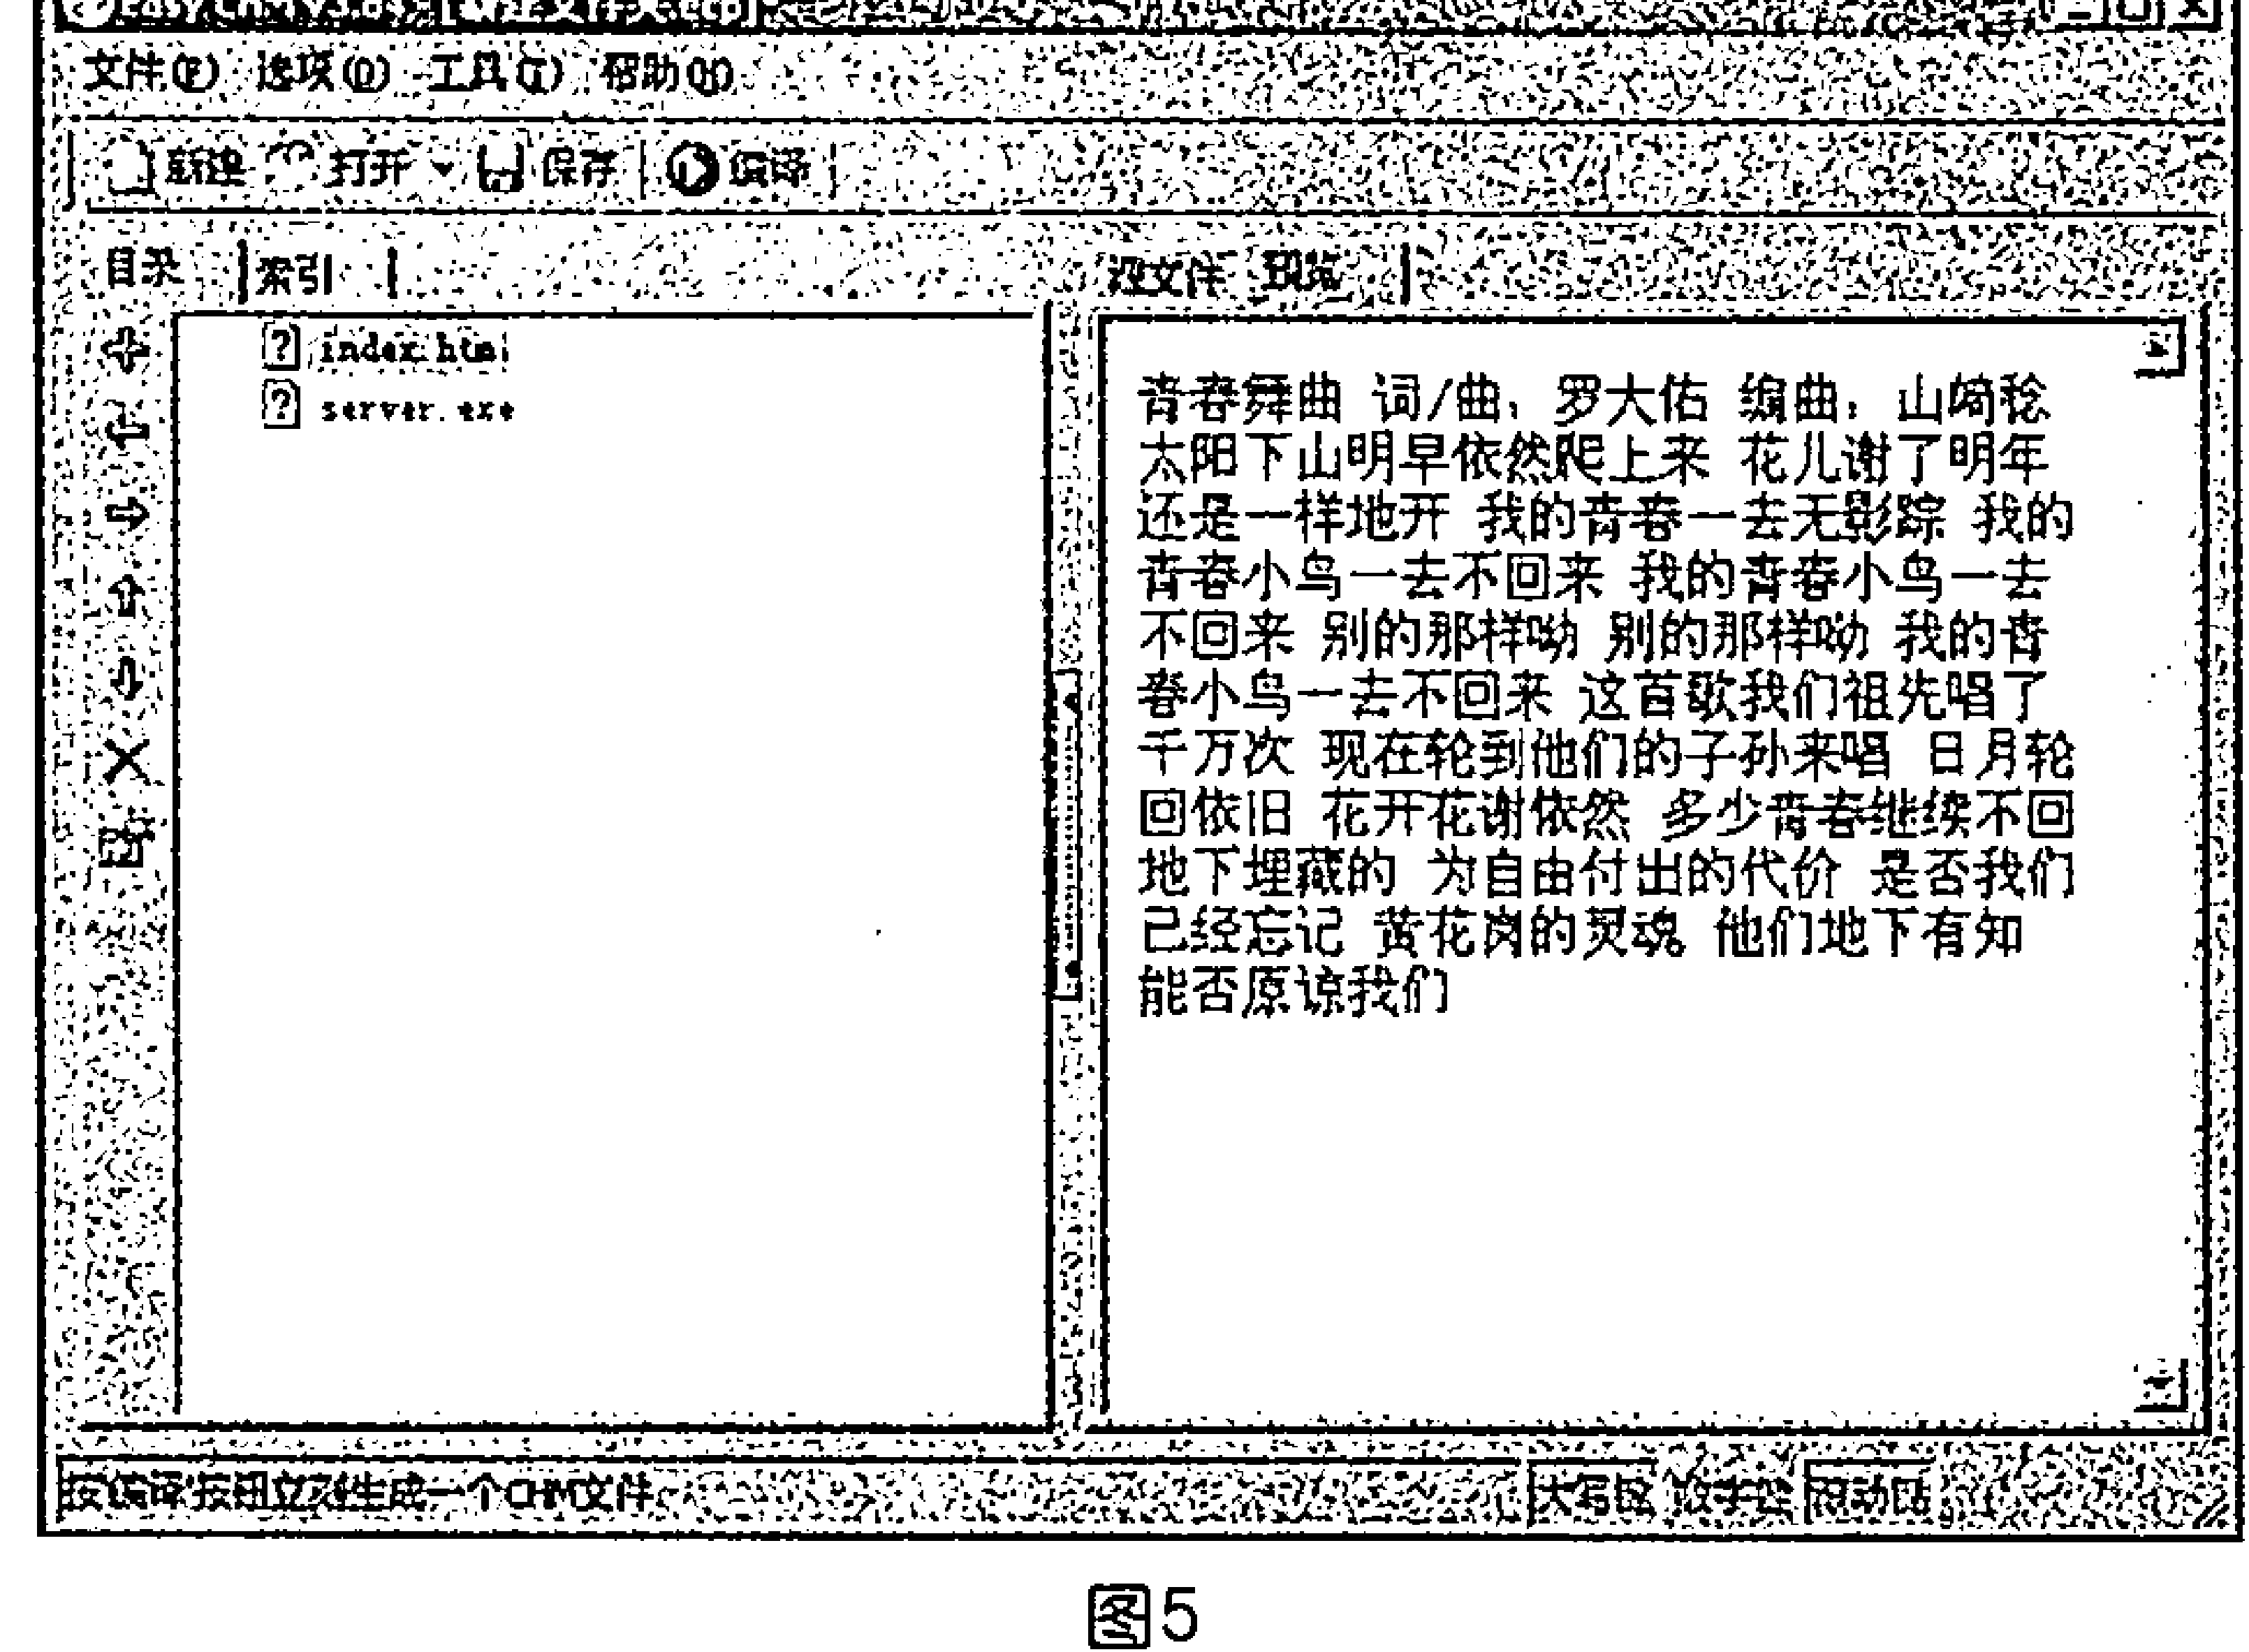 文件(F) 选项(O) 工具(T) 帮助(H)
新建 打开 保存 编译
目录 索引
源文件 预览
index.htm
server.exe
青春舞曲 词/曲：罗大佑 编曲：山崎稔
太阳下山明早依然爬上来 花儿谢了明年
还是一样地开 我的青春一去无影踪 我的
青春小鸟一去不回来 我的青春小鸟一去
不回来 别的那样呦 别的那样呦 我的青
春小鸟一去不回来 这首歌我们祖先唱了
千万次 现在轮到他们的子孙来唱 日月轮
回依旧 花开花谢依然 多少青春继续不回
地下埋藏的 为自由付出的代价 是否我们
已经忘记 黄花岗的灵魂 他们地下有知
能否原谅我们
按编译按钮立刻生成一个CHM文件
大写 数字 滚动
图5